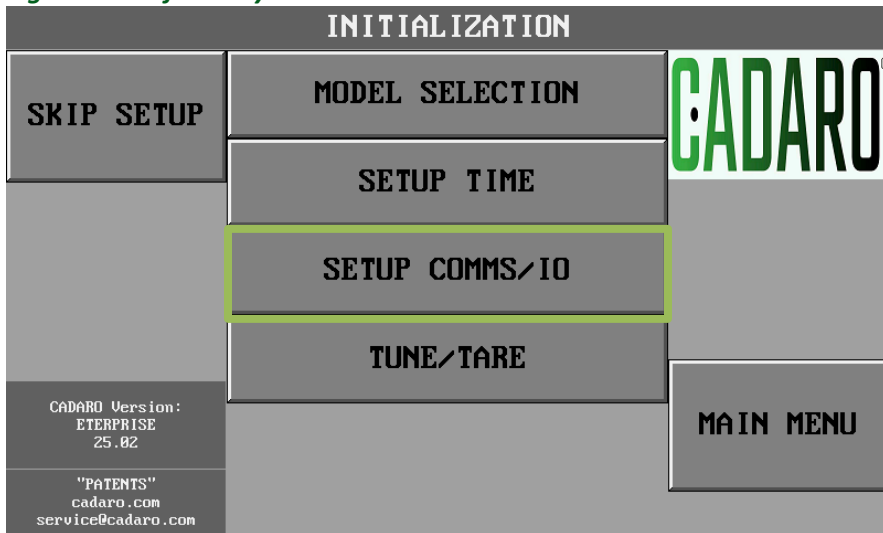 INITIALIZATION
SKIP SETUP
MODEL SELECTION
CADARO
SETUP TIME
SETUP COMMS/IO
TUNE/TARE
MAIN MENU
CADARO Version:
ETERPRISE
25.02
"PATENTS"
cadaro.com
service@cadaro.com